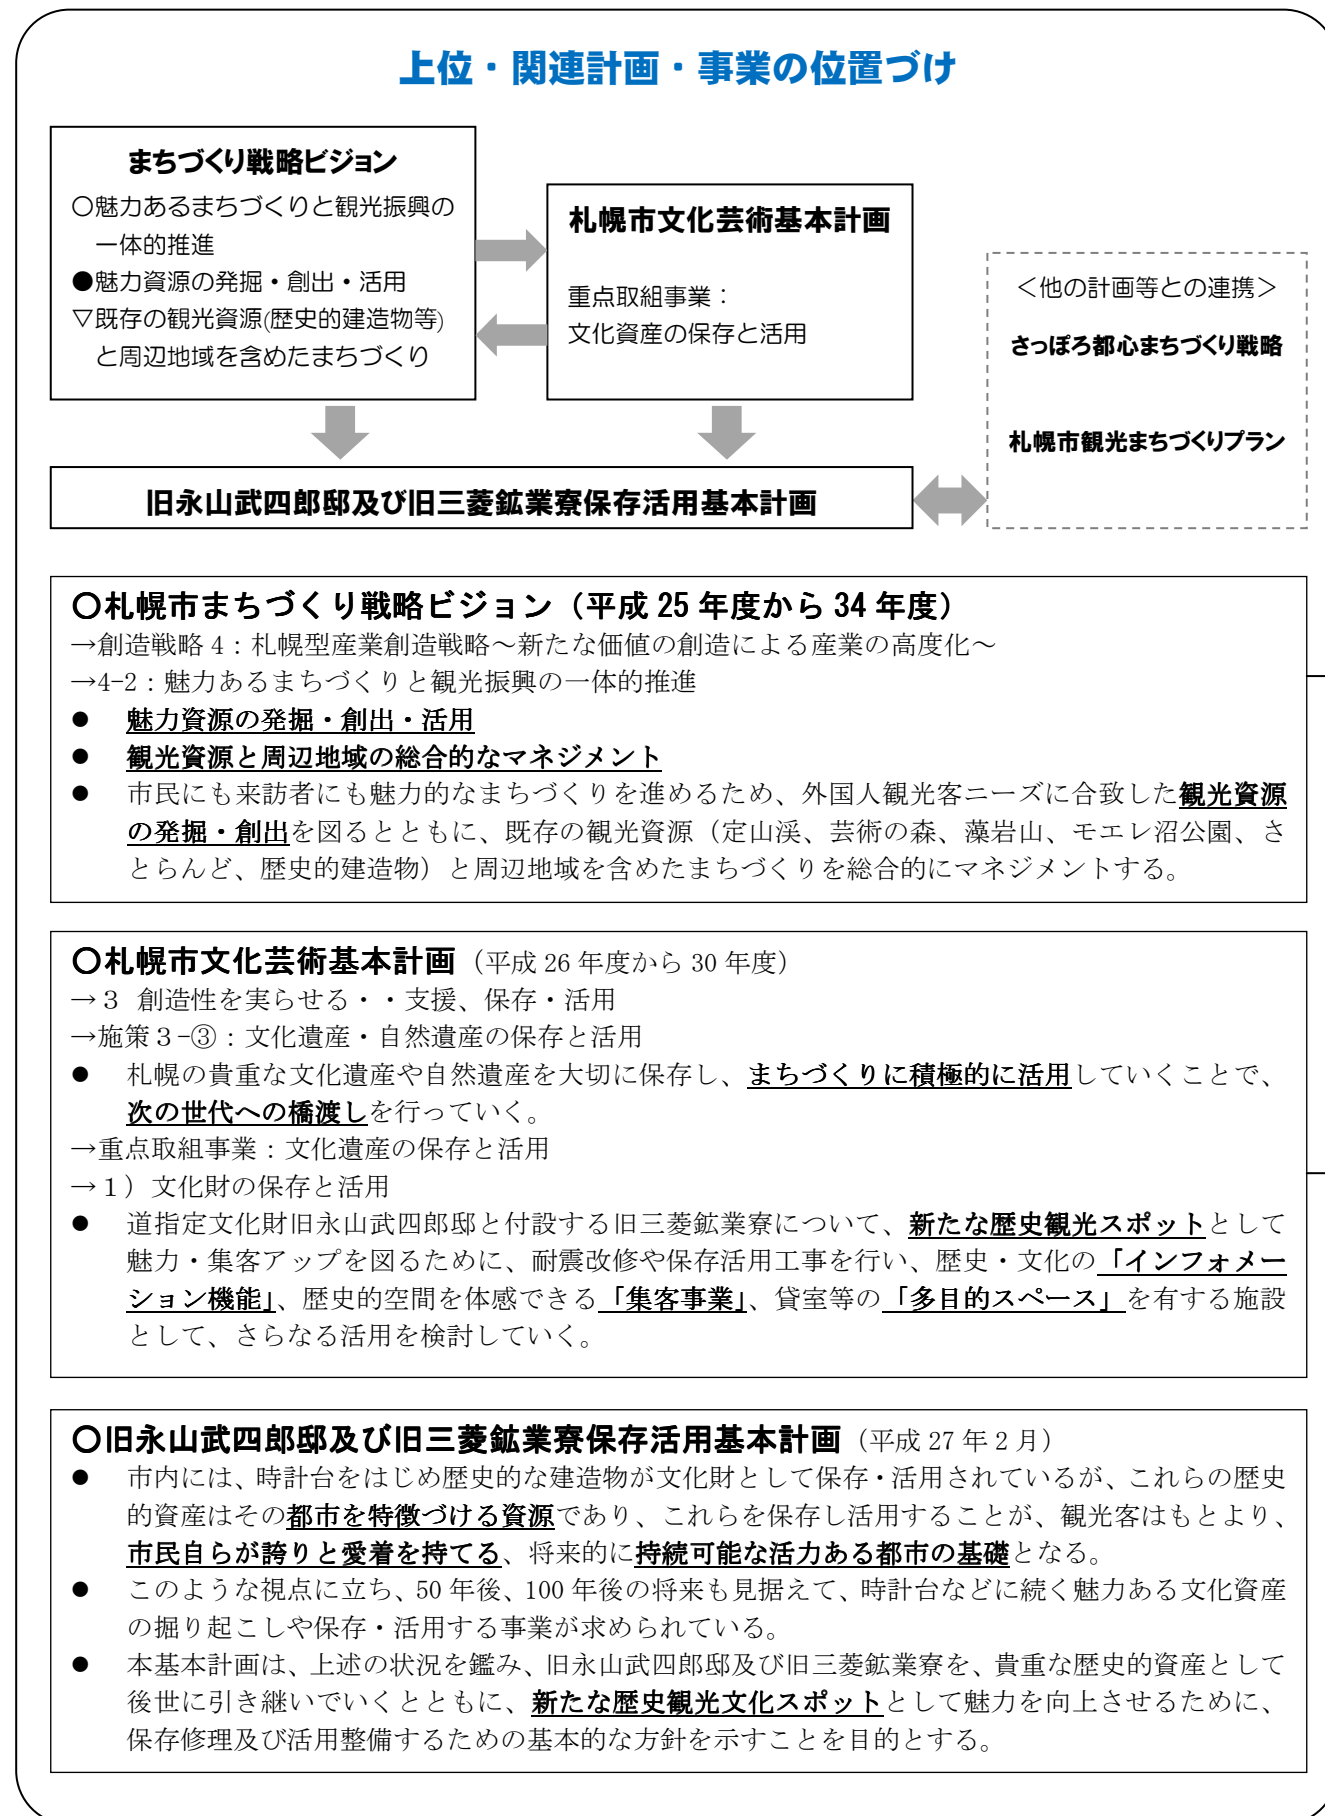 上位・関連計画・事業の位置づけ
まちづくり戦略ビジョン
○魅力あるまちづくりと観光振興の
一体的推進
●魅力資源の発掘・創出・活用
▽既存の観光資源(歴史的建造物等)
と周辺地域を含めたまちづくり
札幌市文化芸術基本計画
重点取組事業：
文化資産の保存と活用
＜他の計画等との連携＞
さっぽろ都心まちづくり戦略
札幌市観光まちづくりプラン
旧永山武四郎邸及び旧三菱鉱業寮保存活用基本計画
○札幌市まちづくり戦略ビジョン（平成 25 年度から 34 年度）
→創造戦略 4：札幌型産業創造戦略～新たな価値の創造による産業の高度化～
→4-2：魅力あるまちづくりと観光振興の一体的推進
● 魅力資源の発掘・創出・活用
● 観光資源と周辺地域の総合的なマネジメント
● 市民にも来訪者にも魅力的なまちづくりを進めるため、外国人観光客ニーズに合致した観光資源
の発掘・創出を図るとともに、既存の観光資源（定山渓、芸術の森、藻岩山、モエレ沼公園、さ
とらんど、歴史的建造物）と周辺地域を含めたまちづくりを総合的にマネジメントする。
○札幌市文化芸術基本計画（平成 26 年度から 30 年度）
→３ 創造性を実らせる・・支援、保存・活用
→施策３-③：文化遺産・自然遺産の保存と活用
● 札幌の貴重な文化遺産や自然遺産を大切に保存し、まちづくりに積極的に活用していくことで、
次の世代への橋渡しを行っていく。
→重点取組事業：文化遺産の保存と活用
→１）文化財の保存と活用
● 道指定文化財旧永山武四郎邸と付設する旧三菱鉱業寮について、新たな歴史観光スポットとして
魅力・集客アップを図るために、耐震改修や保存活用工事を行い、歴史・文化の「インフォメー
ション機能」、歴史的空間を体感できる「集客事業」、貸室等の「多目的スペース」を有する施設
として、さらなる活用を検討していく。
○旧永山武四郎邸及び旧三菱鉱業寮保存活用基本計画（平成 27 年 2 月）
● 市内には、時計台をはじめ歴史的な建造物が文化財として保存・活用されているが、これらの歴史
的資産はその都市を特徴づける資源であり、これらを保存し活用することが、観光客はもとより、
市民自らが誇りと愛着を持てる、将来的に持続可能な活力ある都市の基礎となる。
● このような視点に立ち、50 年後、100 年後の将来も見据えて、時計台などに続く魅力ある文化資産
の掘り起こしや保存・活用する事業が求められている。
● 本基本計画は、上述の状況を鑑み、旧永山武四郎邸及び旧三菱鉱業寮を、貴重な歴史的資産として
後世に引き継いでいくとともに、新たな歴史観光文化スポットとして魅力を向上させるために、
保存修理及び活用整備するための基本的な方針を示すことを目的とする。